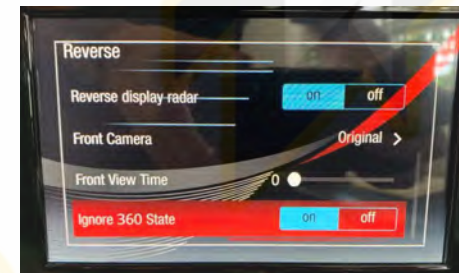 Reverse
Reverse display radar on off
Front Camera Original >
Front View Time 0
Ignore 360 State on off